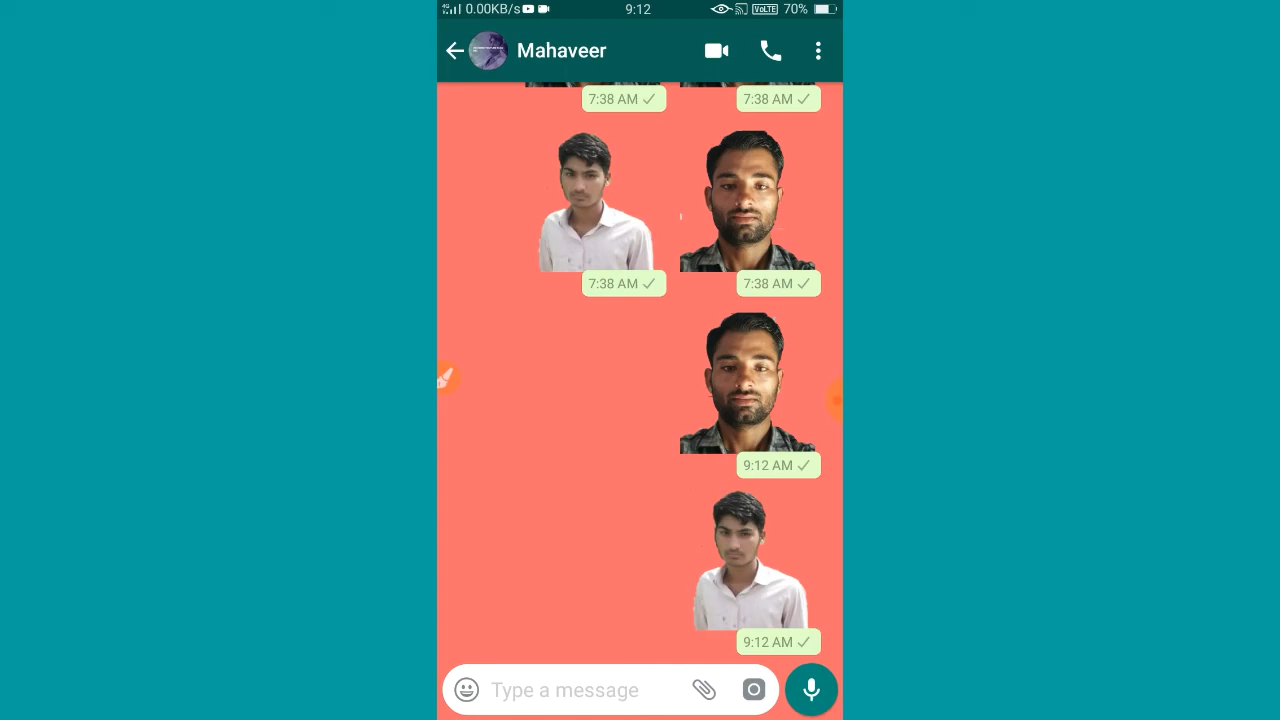 0.00KB/s 9:12 VoLTE 70%
Mahaveer
7:38 AM 7:38 AM
7:38 AM 7:38 AM
9:12 AM
9:12 AM
Type a message